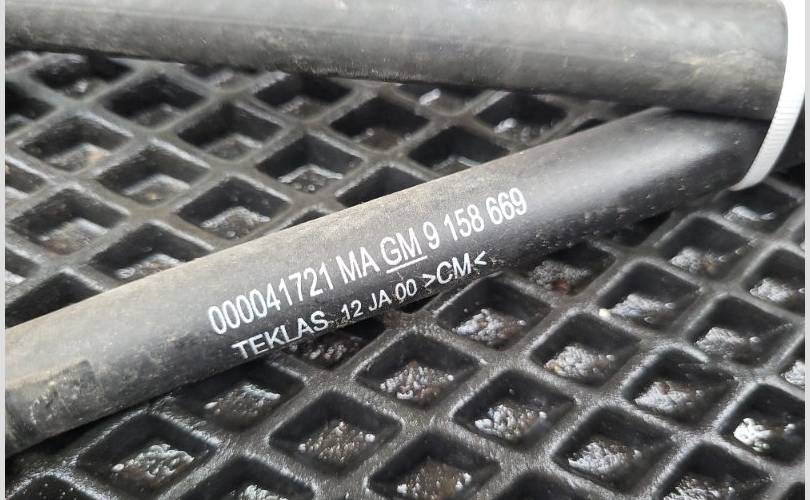 000041721 MA GM 9 158 669
TEKLAS 12 JA 00 >CM<